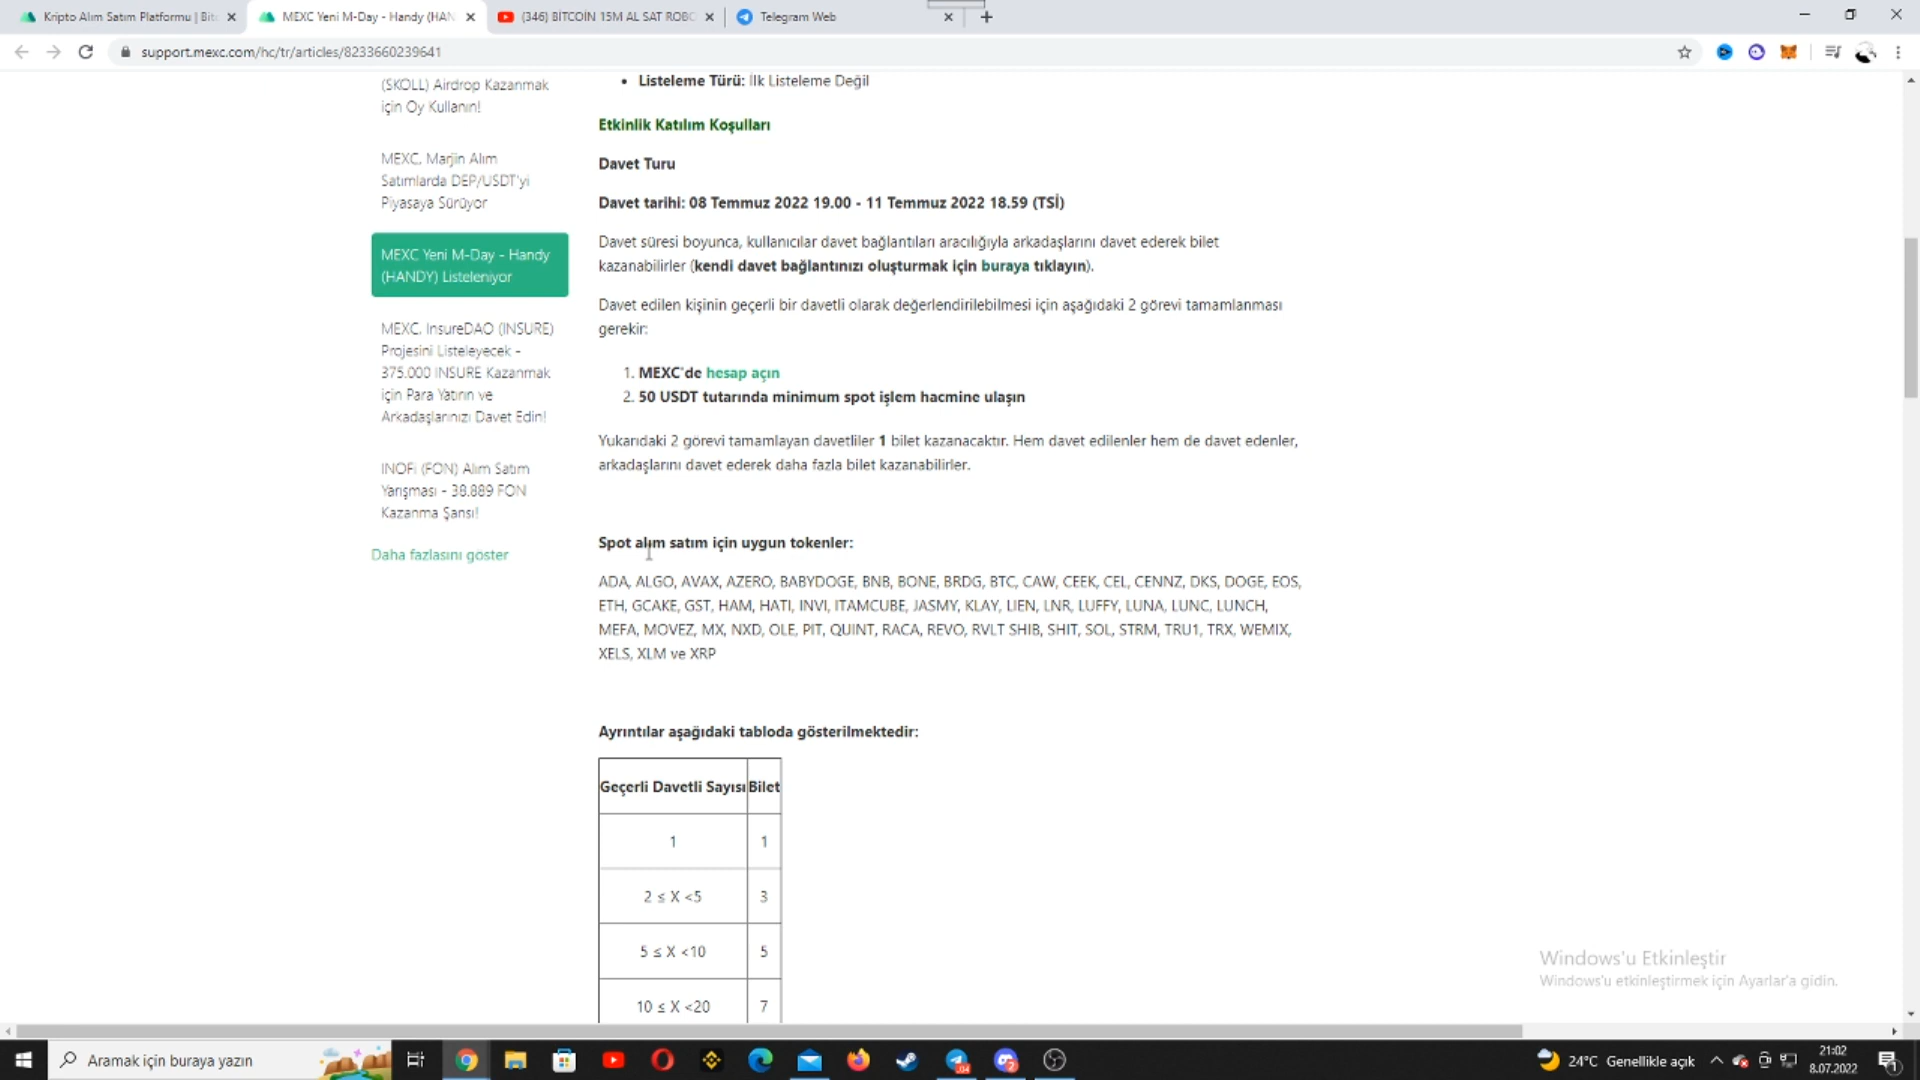 Kripto Alım Satım Platformu | Bit
MEXC Yeni M-Day - Handy (HAN
(346) BİTCOİN 15M AL SAT ROBO
Telegram Web
support.mexc.com/hc/tr/articles/8233660239641
(SKOLL) Airdrop Kazanmak
için Oy Kullanın!
MEXC, Marjin Alım
Satımlarda DEP/USDT'yi
Piyasaya Sürüyor
MEXC Yeni M-Day - Handy
(HANDY) Listeleniyor
MEXC, InsureDAO (INSURE)
Projesini Listeleyecek -
375.000 INSURE Kazanmak
için Para Yatırın ve
Arkadaşlarınızı Davet Edin!
INOFi (FON) Alım Satım
Yarışması - 38.889 FON
Kazanma Şansı!
Daha fazlasını göster
• Listeleme Türü: İlk Listeleme Değil
Etkinlik Katılım Koşulları
Davet Turu
Davet tarihi: 08 Temmuz 2022 19.00 - 11 Temmuz 2022 18.59 (TSİ)
Davet süresi boyunca, kullanıcılar davet bağlantıları aracılığıyla arkadaşlarını davet ederek bilet
kazanabilirler (kendi davet bağlantınızı oluşturmak için buraya tıklayın).
Davet edilen kişinin geçerli bir davetli olarak değerlendirilebilmesi için aşağıdaki 2 görevi tamamlanması
gerekir:
1. MEXC'de hesap açın
2. 50 USDT tutarında minimum spot işlem hacmine ulaşın
Yukarıdaki 2 görevi tamamlayan davetliler 1 bilet kazanacaktır. Hem davet edilenler hem de davet edenler,
arkadaşlarını davet ederek daha fazla bilet kazanabilirler.
Spot alım satım için uygun tokenler:
ADA, ALGO, AVAX, AZERO, BABYDOGE, BNB, BONE, BRDG, BTC, CAW, CEEK, CEL, CENNZ, DKS, DOGE, EOS,
ETH, GCAKE, GST, HAM, HATI, INVI, ITAMCUBE, JASMY, KLAY, LIEN, LNR, LUFFY, LUNA, LUNC, LUNCH,
MEFA, MOVEZ, MX, NXD, OLE, PIT, QUINT, RACA, REVO, RVLT SHIB, SHIT, SOL, STRM, TRU1, TRX, WEMIX,
XELS, XLM ve XRP
Ayrıntılar aşağıdaki tabloda gösterilmektedir:
Geçerli Davetli Sayısı Bilet
1 1
2 ≤ X <5 3
5 ≤ X <10 5
10 ≤ X <20 7
Windows'u Etkinleştir
Windows'u etkinleştirmek için Ayarlar'a gidin.
Aramak için buraya yazın
24°C Genellikle açık
21:02
8.07.2022